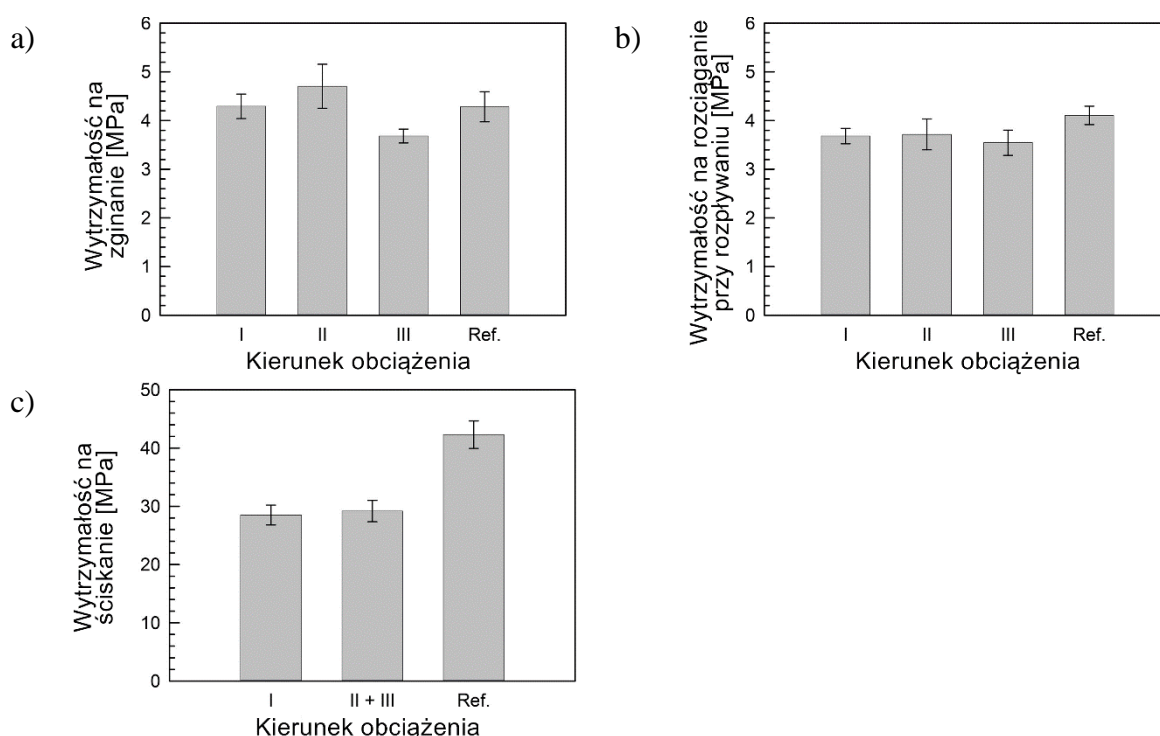 a)
Wytrzymałość na
zginanie [MPa]
6
5
4
3
2
1
0
I II III Ref.
Kierunek obciążenia
b)
Wytrzymałość na rozciąganie
przy rozpływaniu [MPa]
6
5
4
3
2
1
0
I II III Ref.
Kierunek obciążenia
c)
Wytrzymałość na
ściskanie [MPa]
50
40
30
20
10
0
I II + III Ref.
Kierunek obciążenia